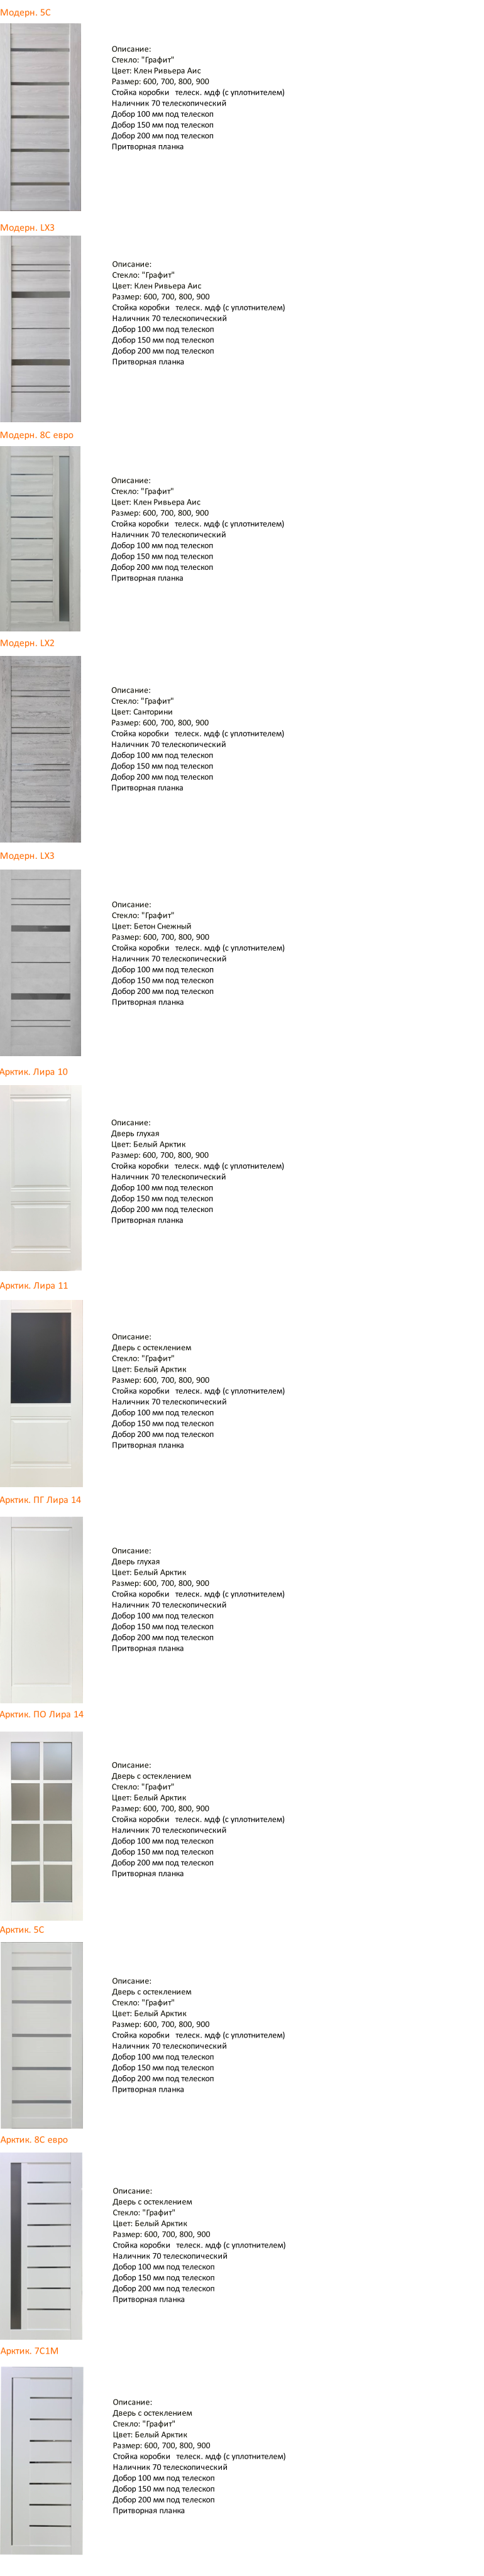 Модерн. 5С
Описание:
Стекло: "Графит"
Цвет: Клен Ривьера Аис
Размер: 600, 700, 800, 900
Стойка коробки телеск. мдф (с уплотнителем)
Наличник 70 телескопический
Добор 100 мм под телескоп
Добор 150 мм под телескоп
Добор 200 мм под телескоп
Притворная планка
Модерн. LX3
Описание:
Стекло: "Графит"
Цвет: Клен Ривьера Аис
Размер: 600, 700, 800, 900
Стойка коробки телеск. мдф (с уплотнителем)
Наличник 70 телескопический
Добор 100 мм под телескоп
Добор 150 мм под телескоп
Добор 200 мм под телескоп
Притворная планка
Модерн. 8С евро
Описание:
Стекло: "Графит"
Цвет: Клен Ривьера Аис
Размер: 600, 700, 800, 900
Стойка коробки телеск. мдф (с уплотнителем)
Наличник 70 телескопический
Добор 100 мм под телескоп
Добор 150 мм под телескоп
Добор 200 мм под телескоп
Притворная планка
Модерн. LX2
Описание:
Стекло: "Графит"
Цвет: Санторини
Размер: 600, 700, 800, 900
Стойка коробки телеск. мдф (с уплотнителем)
Наличник 70 телескопический
Добор 100 мм под телескоп
Добор 150 мм под телескоп
Добор 200 мм под телескоп
Притворная планка
Модерн. LX3
Описание:
Стекло: "Графит"
Цвет: Бетон Снежный
Размер: 600, 700, 800, 900
Стойка коробки телеск. мдф (с уплотнителем)
Наличник 70 телескопический
Добор 100 мм под телескоп
Добор 150 мм под телескоп
Добор 200 мм под телескоп
Притворная планка
Арктик. Лира 10
Описание:
Дверь глухая
Цвет: Белый Арктик
Размер: 600, 700, 800, 900
Стойка коробки телеск. мдф (с уплотнителем)
Наличник 70 телескопический
Добор 100 мм под телескоп
Добор 150 мм под телескоп
Добор 200 мм под телескоп
Притворная планка
Арктик. Лира 11
Описание:
Дверь с остеклением
Стекло: "Графит"
Цвет: Белый Арктик
Размер: 600, 700, 800, 900
Стойка коробки телеск. мдф (с уплотнителем)
Наличник 70 телескопический
Добор 100 мм под телескоп
Добор 150 мм под телескоп
Добор 200 мм под телескоп
Притворная планка
Арктик. ПГ Лира 14
Описание:
Дверь глухая
Цвет: Белый Арктик
Размер: 600, 700, 800, 900
Стойка коробки телеск. мдф (с уплотнителем)
Наличник 70 телескопический
Добор 100 мм под телескоп
Добор 150 мм под телескоп
Добор 200 мм под телескоп
Притворная планка
Арктик. ПО Лира 14
Описание:
Дверь с остеклением
Стекло: "Графит"
Цвет: Белый Арктик
Размер: 600, 700, 800, 900
Стойка коробки телеск. мдф (с уплотнителем)
Наличник 70 телескопический
Добор 100 мм под телескоп
Добор 150 мм под телескоп
Добор 200 мм под телескоп
Притворная планка
Арктик. 5С
Описание:
Дверь с остеклением
Стекло: "Графит"
Цвет: Белый Арктик
Размер: 600, 700, 800, 900
Стойка коробки телеск. мдф (с уплотнителем)
Наличник 70 телескопический
Добор 100 мм под телескоп
Добор 150 мм под телескоп
Добор 200 мм под телескоп
Притворная планка
Арктик. 8С евро
Описание:
Дверь с остеклением
Стекло: "Графит"
Цвет: Белый Арктик
Размер: 600, 700, 800, 900
Стойка коробки телеск. мдф (с уплотнителем)
Наличник 70 телескопический
Добор 100 мм под телескоп
Добор 150 мм под телескоп
Добор 200 мм под телескоп
Притворная планка
Арктик. 7С1М
Описание:
Дверь с остеклением
Стекло: "Графит"
Цвет: Белый Арктик
Размер: 600, 700, 800, 900
Стойка коробки телеск. мдф (с уплотнителем)
Наличник 70 телескопический
Добор 100 мм под телескоп
Добор 150 мм под телескоп
Добор 200 мм под телескоп
Притворная планка